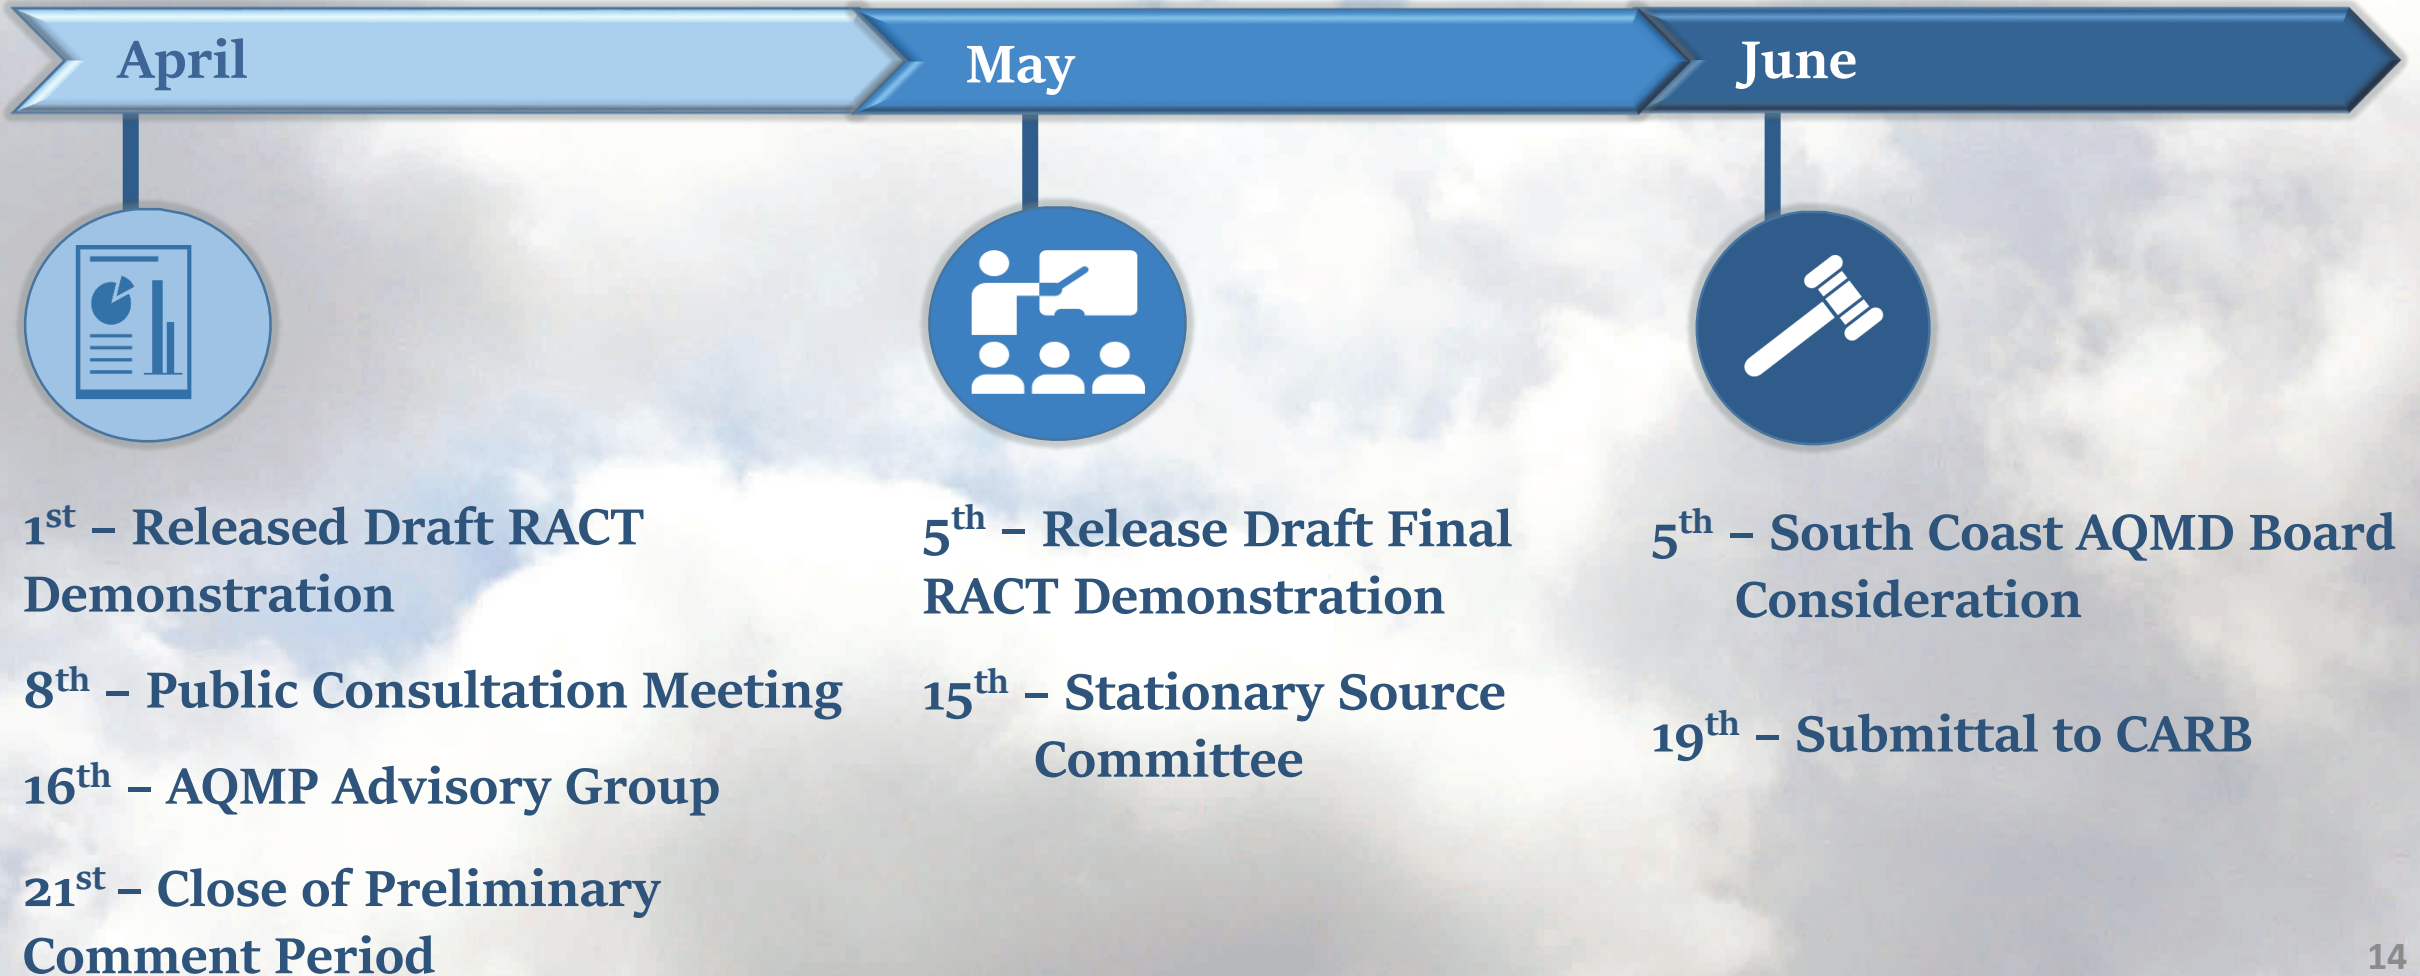 April
May
June
1st – Released Draft RACT
Demonstration
8th – Public Consultation Meeting
16th – AQMP Advisory Group
21st – Close of Preliminary
Comment Period
5th – Release Draft Final
RACT Demonstration
15th – Stationary Source
Committee
5th – South Coast AQMD Board
Consideration
19th – Submittal to CARB
14